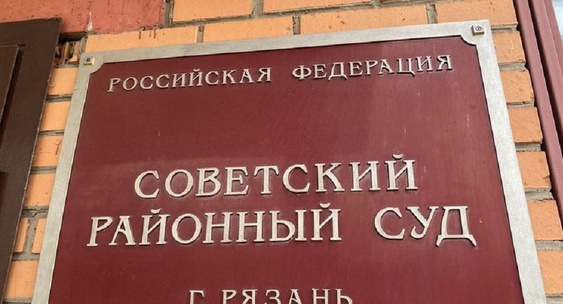 РОССИЙСКАЯ ФЕДЕРАЦИЯ
СОВЕТСКИЙ
РАЙОННЫЙ СУД
Г. РЯЗАНЬ